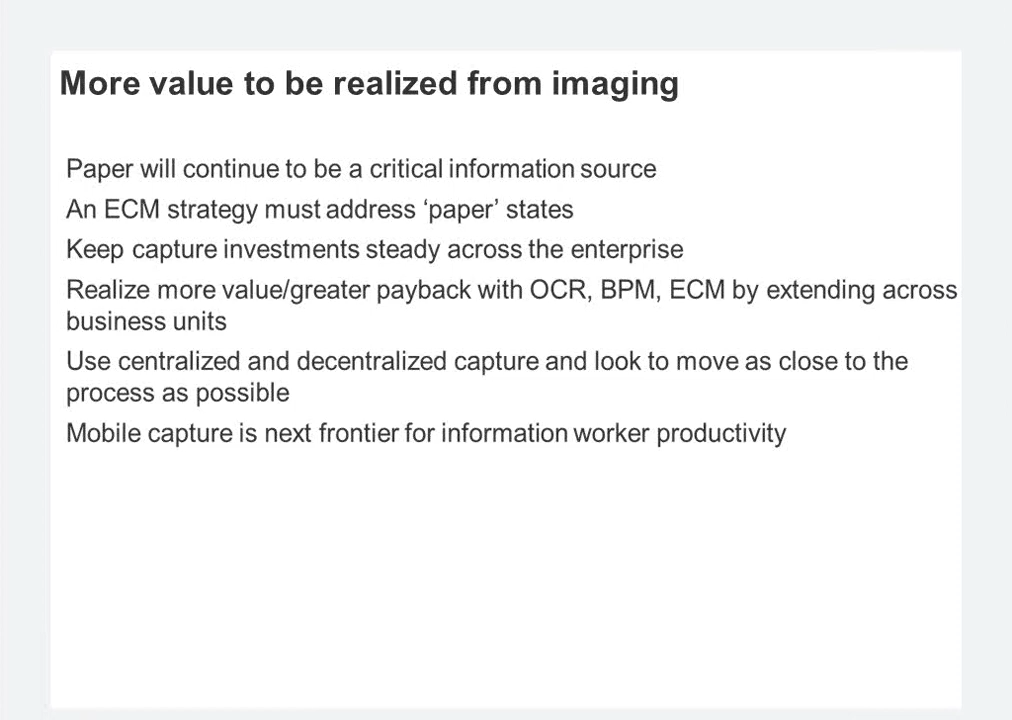 More value to be realized from imaging
Paper will continue to be a critical information source
An ECM strategy must address ‘paper’ states
Keep capture investments steady across the enterprise
Realize more value/greater payback with OCR, BPM, ECM by extending across
business units
Use centralized and decentralized capture and look to move as close to the
process as possible
Mobile capture is next frontier for information worker productivity